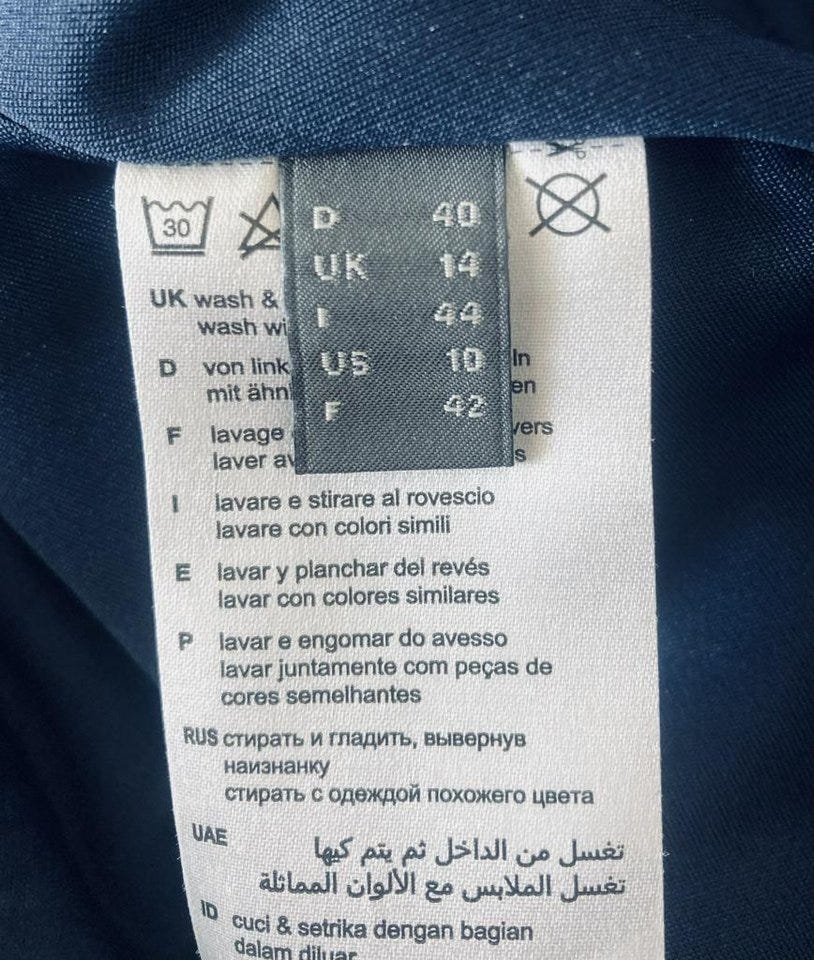 30
D 40
UK 14
I 44
US 10
F 42
UK wash &
wash wi
D von link ln
mit ähnl en
F lavage vers
laver av s
I lavare e stirare al rovescio
lavare con colori simili
E lavar y planchar del revés
lavar con colores similares
P lavar e engomar do avesso
lavar juntamente com peças de
cores semelhantes
RUS стирать и гладить, вывернув
наизнанку
стирать с одеждой похожего цвета
UAE تغسل من الداخل ثم يتم كيها
تغسل الملابس مع الألوان المماثلة
ID cuci & setrika dengan bagian
dalam diluar